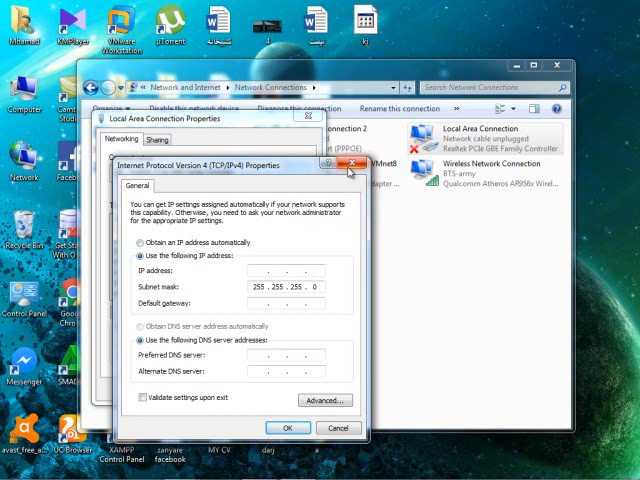 Mhamad
KMPlayer
VMware Workstation
µTorrent
کتێبخانە
4
kj
Computer
Network
Recycle Bin
Control Panel
Messenger
avast_free_a...
UC Browser
XAMPP Control Panel
zanyare facebook
MY CV
darj
a
« Network and Internet ▸ Network Connections ▸
Search Network Connections
Organize
Disable this network device
Diagnose this connection
Rename this connection
»
onnection 2
(PPPOE)
VMnet8
dapter ...
Local Area Connection
Network cable unplugged
Realtek PCIe GBE Family Controller
Wireless Network Connection
BTS-army
Qualcomm Atheros AR956x Wirel...
Local Area Connection Properties
Networking
Sharing
Internet Protocol Version 4 (TCP/IPv4) Properties
General
You can get IP settings assigned automatically if your network supports
this capability. Otherwise, you need to ask your network administrator
for the appropriate IP settings.
Obtain an IP address automatically
Use the following IP address:
IP address:
. . .
Subnet mask:
255 . 255 . 255 . 0
Default gateway:
. . .
Obtain DNS server address automatically
Use the following DNS server addresses:
Preferred DNS server:
. . .
Alternate DNS server:
. . .
Validate settings upon exit
Advanced...
OK
Cancel